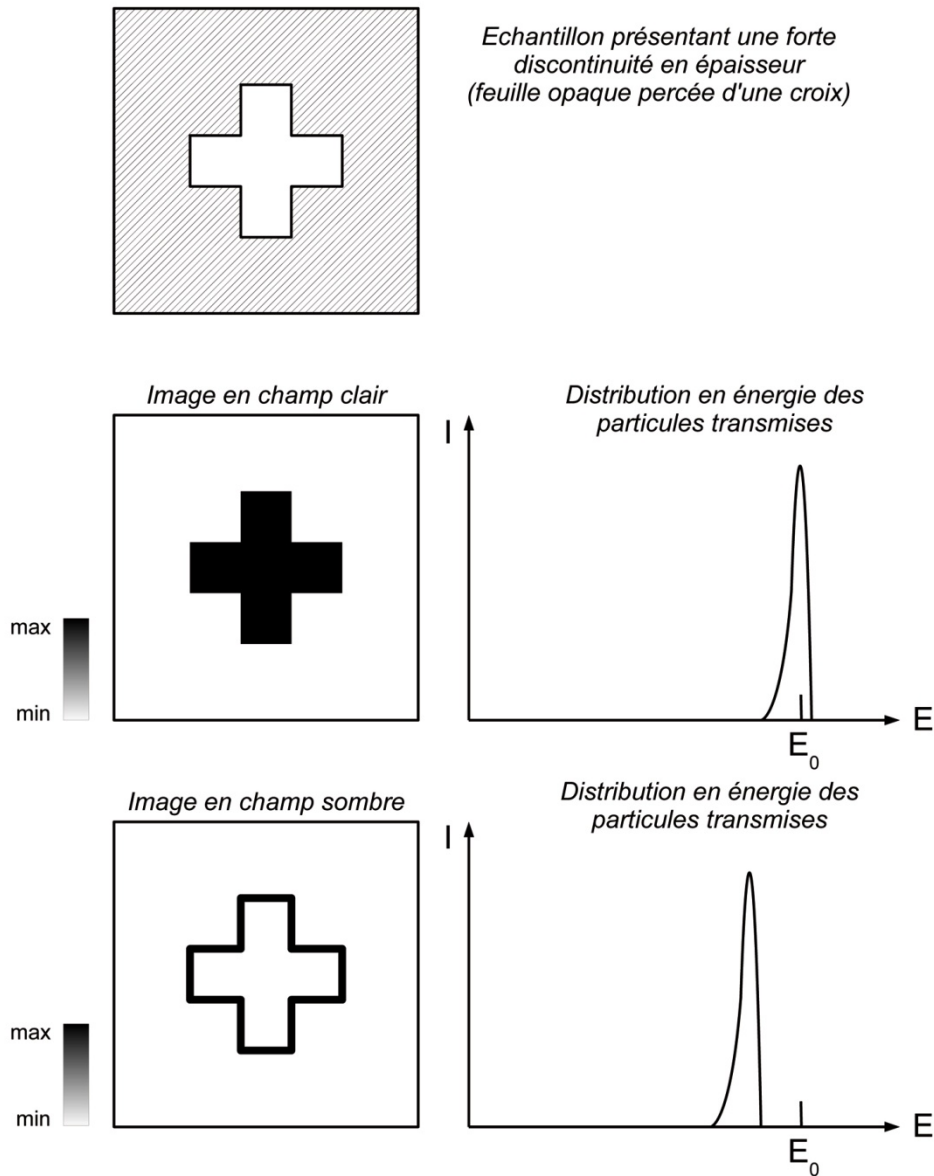 Echantillon présentant une forte
discontinuité en épaisseur
(feuille opaque percée d'une croix)
Image en champ clair
Distribution en énergie des
particules transmises
I
max
min
E
E0
Image en champ sombre
Distribution en énergie des
particules transmises
I
max
min
E
E0